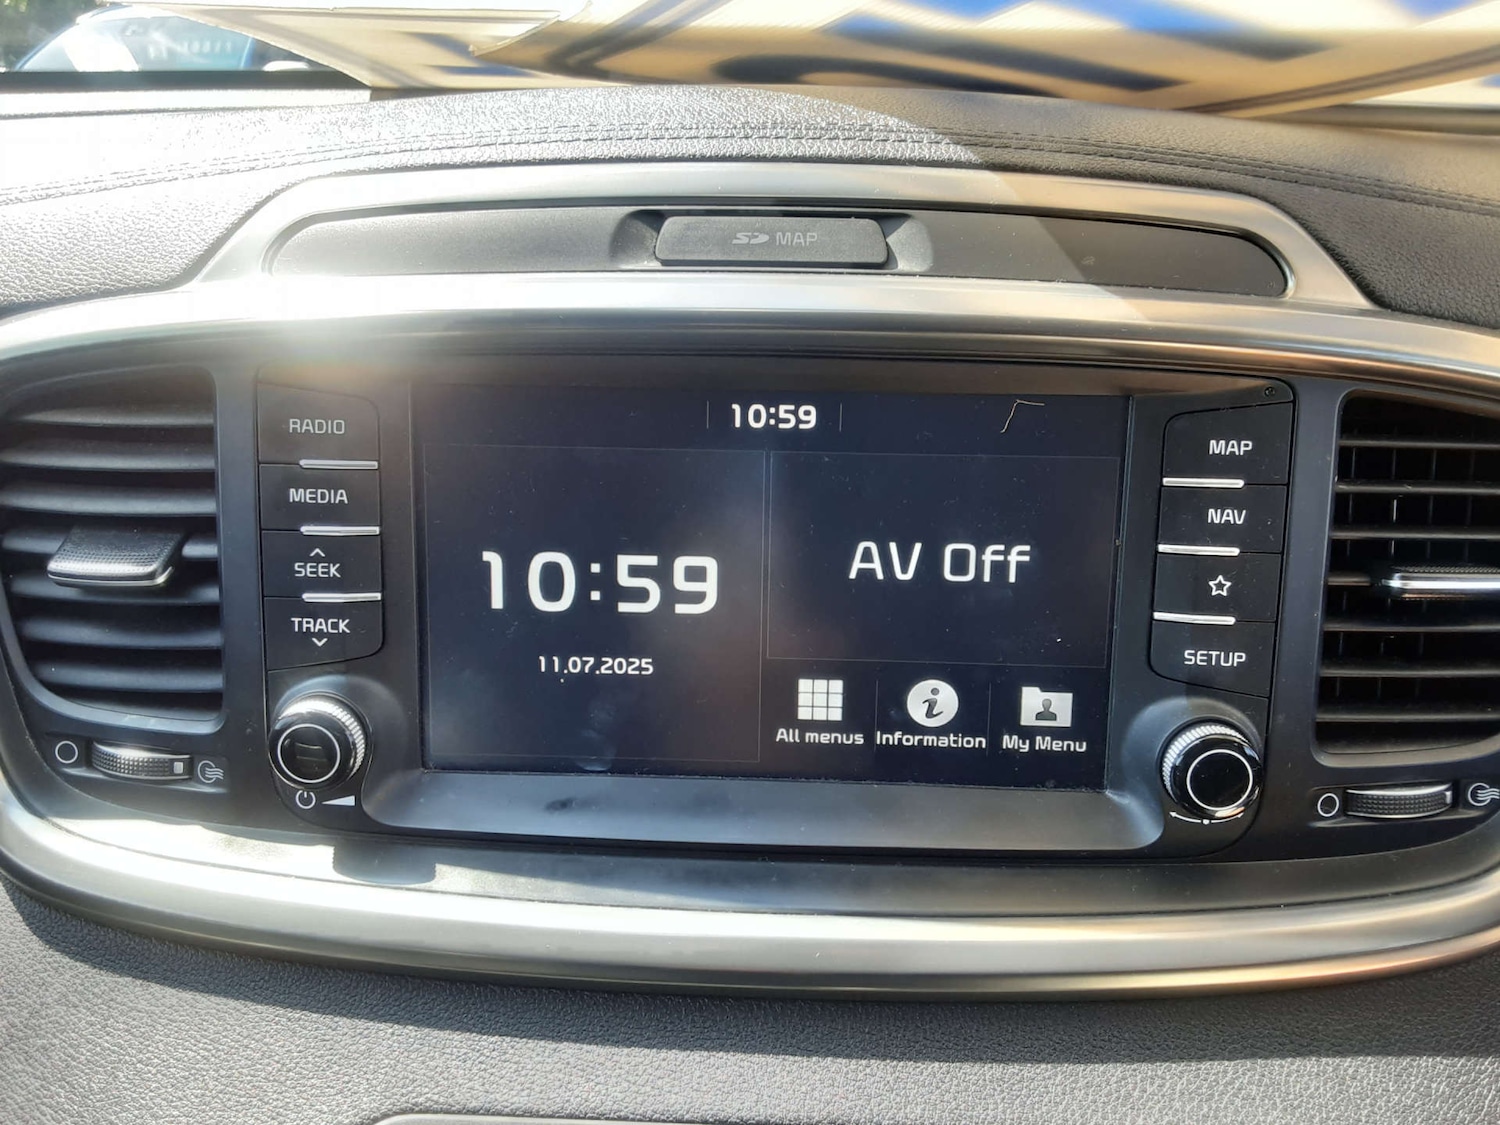 SD MAP
RADIO
MEDIA
SEEK
TRACK
10:59
10:59
11.07.2025
AV Off
All menus
Information
My Menu
MAP
NAV
SETUP